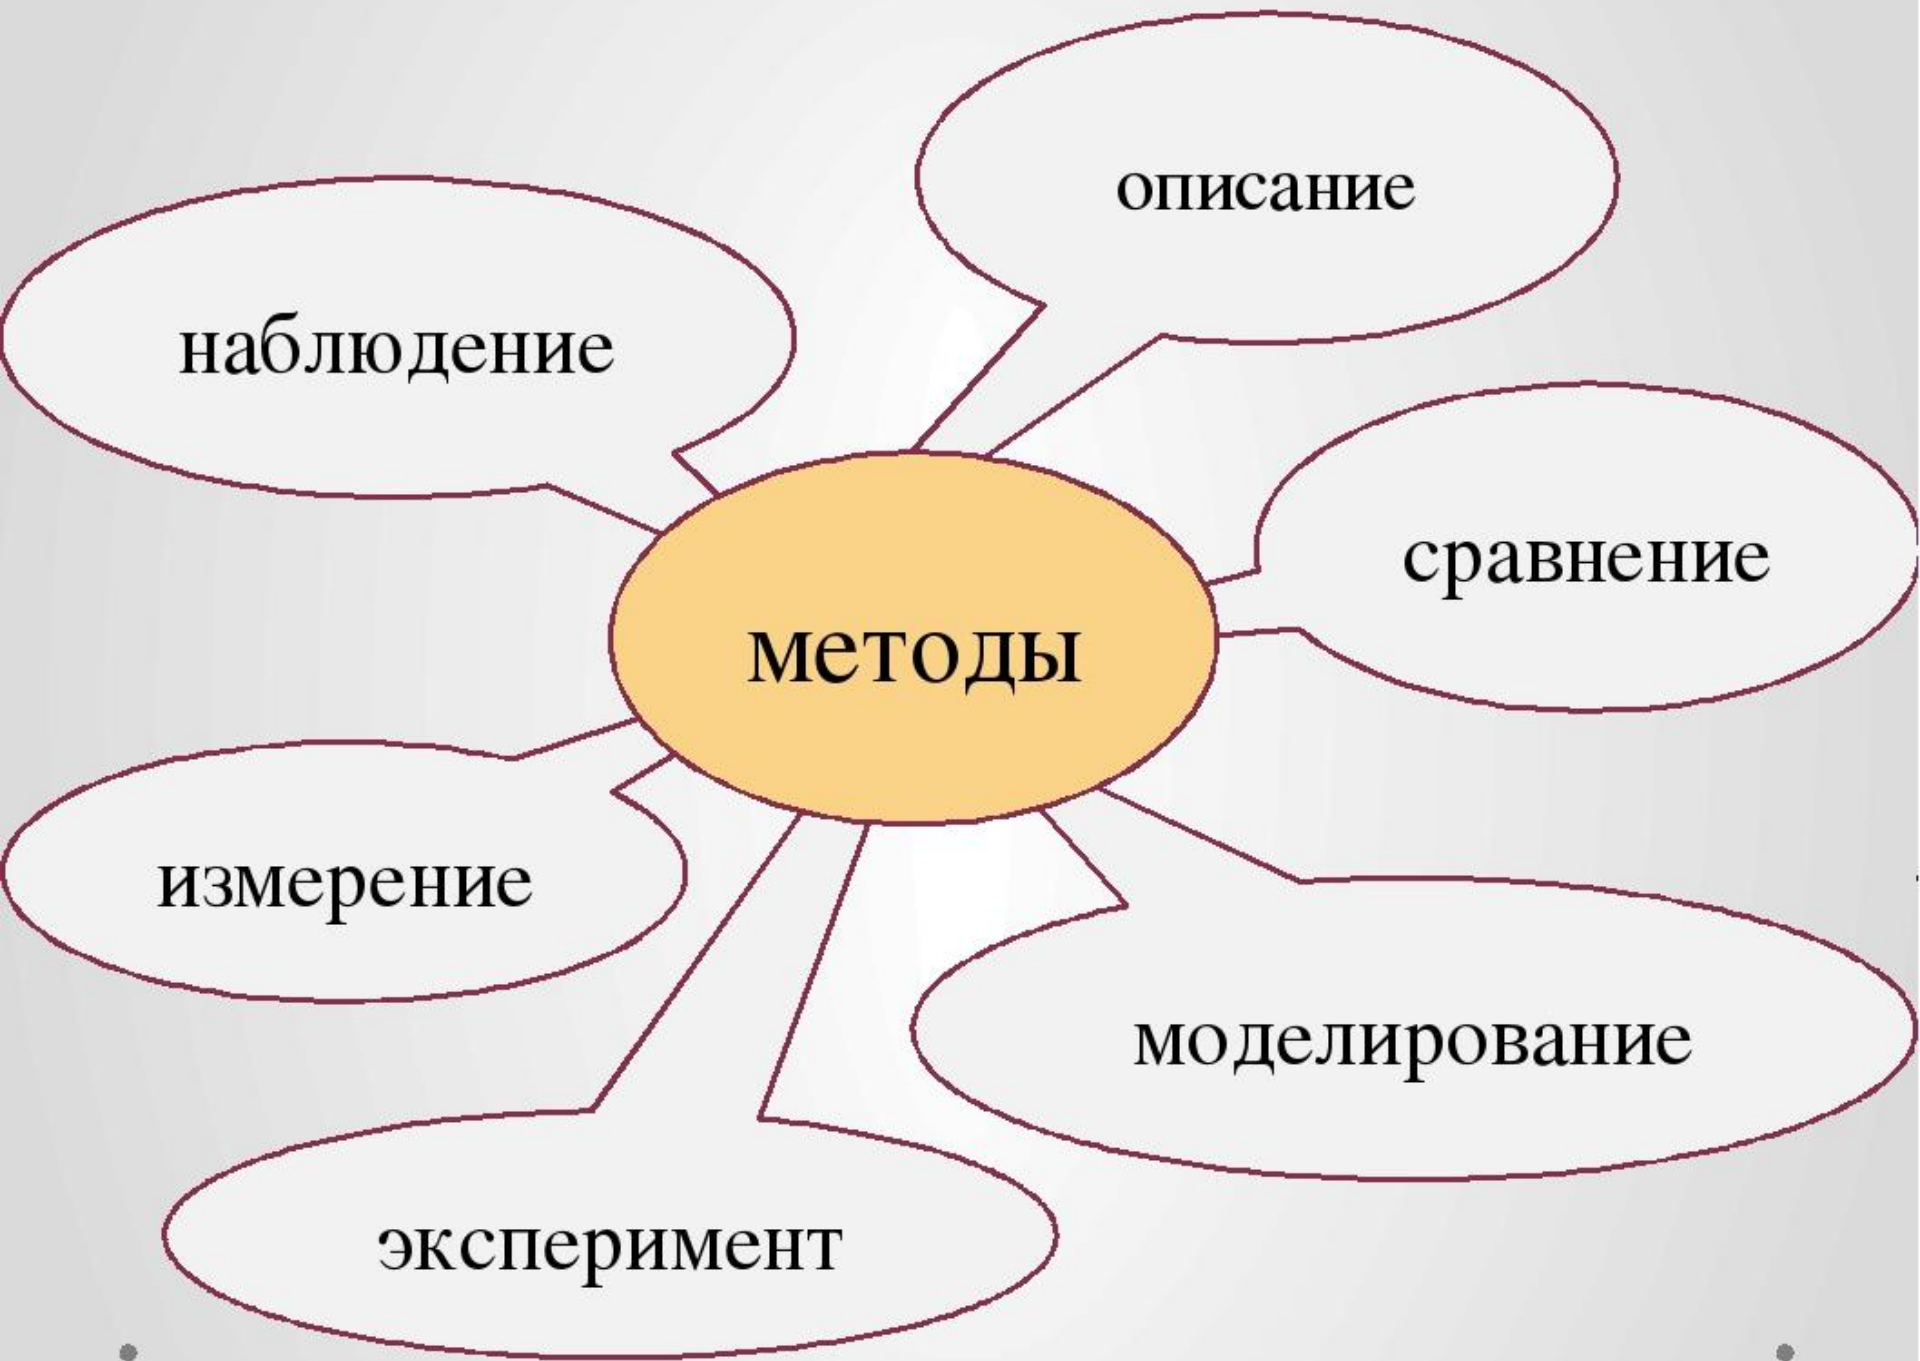 описание
наблюдение
сравнение
методы
измерение
моделирование
эксперимент